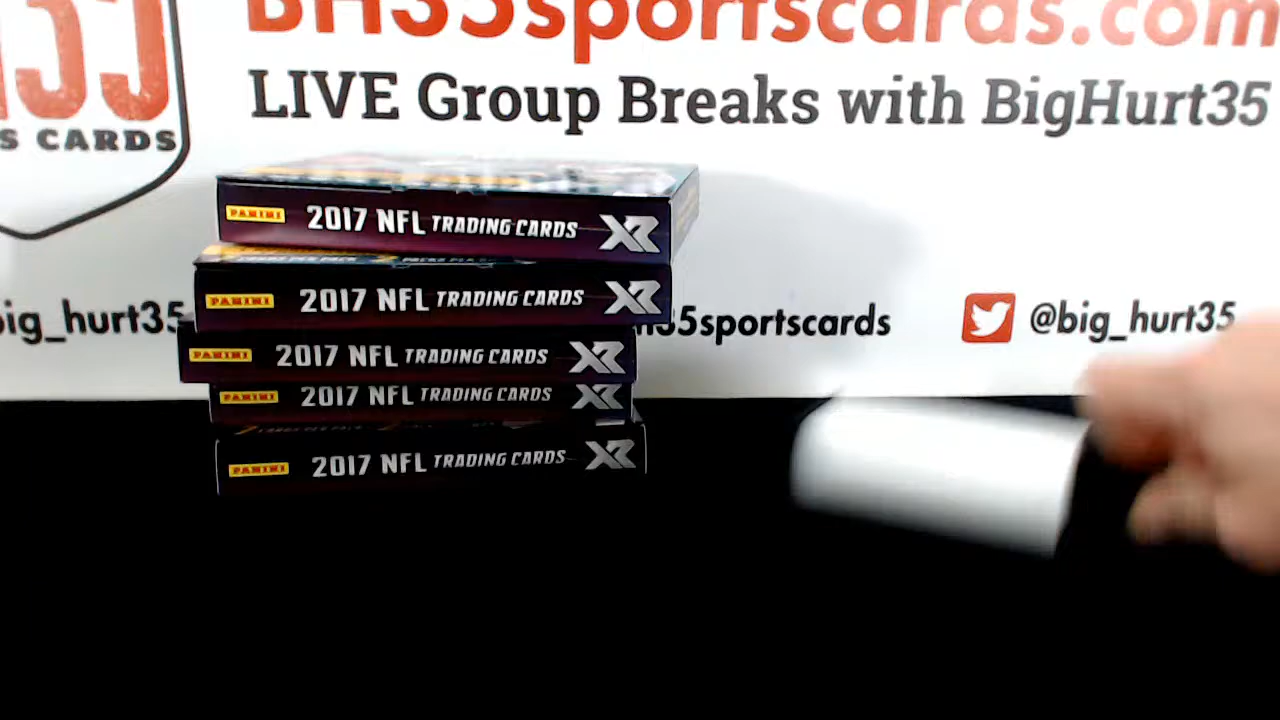 BH35sportscards.com
35
S CARDS
LIVE Group Breaks with BigHurt35
PANINI 2017 NFL TRADING CARDS XR
PANINI 2017 NFL TRADING CARDS XR
big_hurt35
35sportscards
@big_hurt35
PANINI 2017 NFL TRADING CARDS XR
PANINI 2017 NFL TRADING CARDS XR
PANINI 2017 NFL TRADING CARDS XR